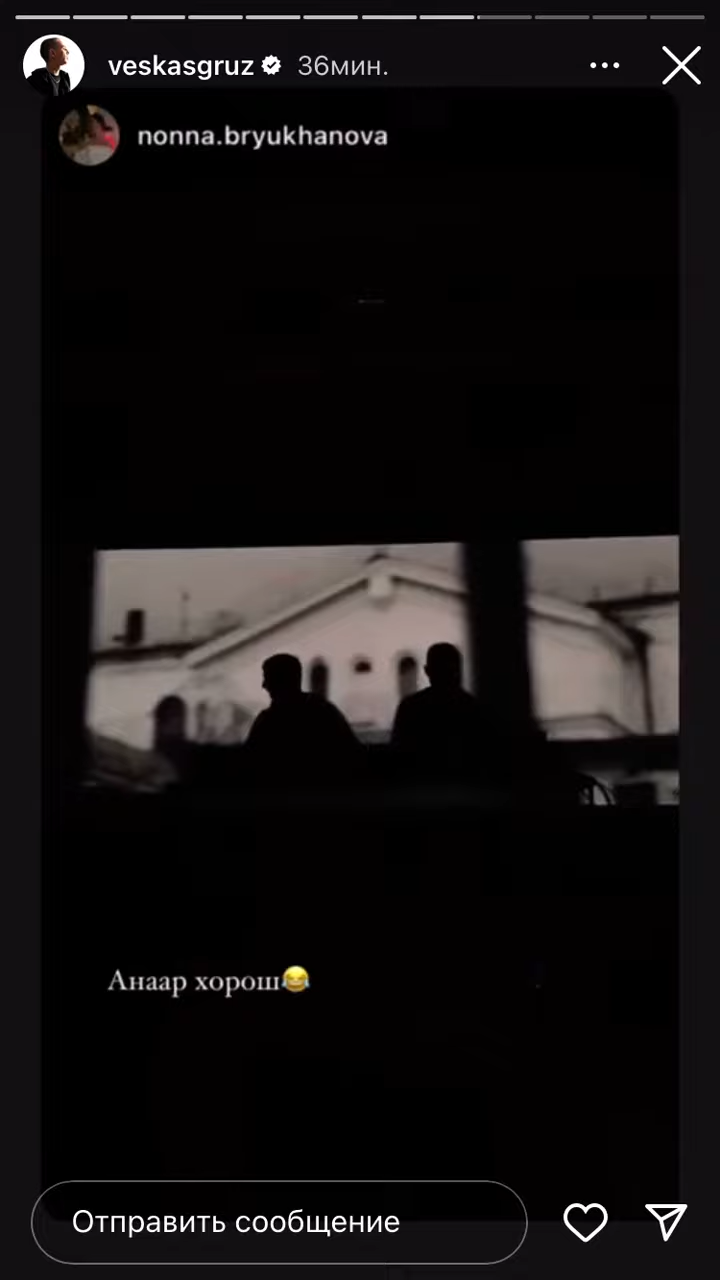 veskasgruz 36мин.
nonna.bryukhanova
Анаар хорош😂
Отправить сообщение